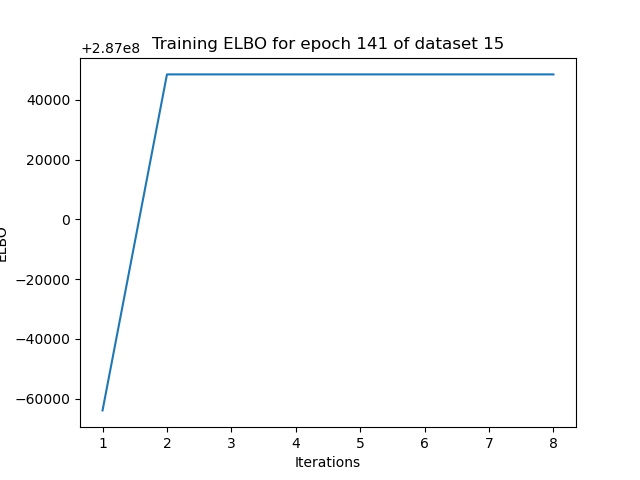 +2.87e8
Training ELBO for epoch 141 of dataset 15
40000
20000
0
−20000
−40000
−60000
ELBO
1 2 3 4 5 6 7 8
Iterations